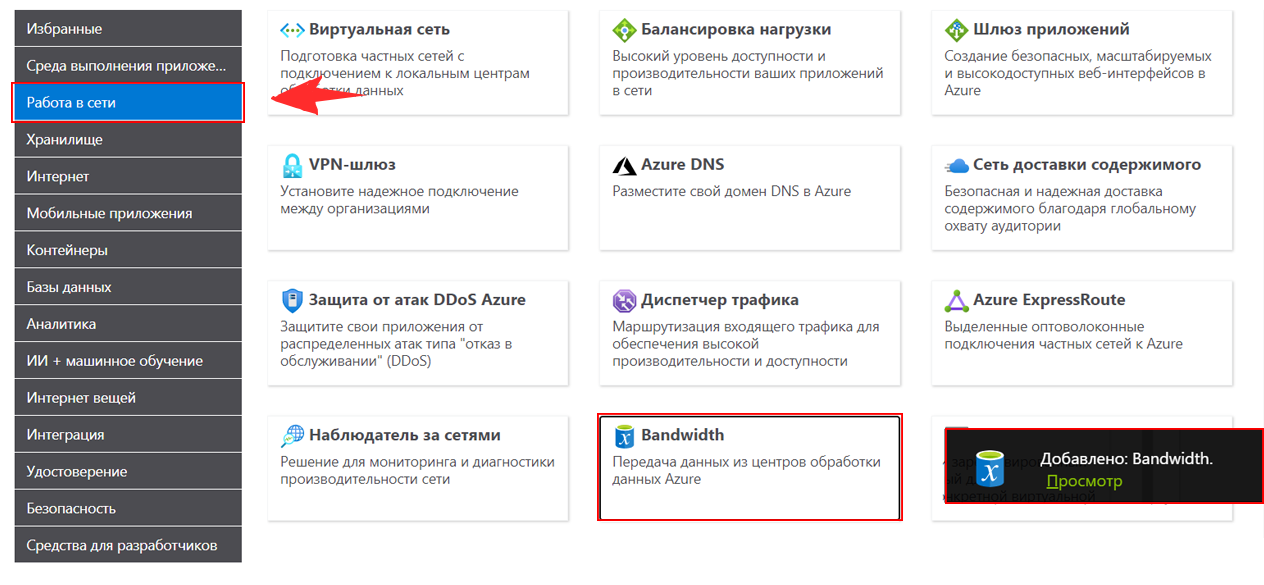 Избранные
Среда выполнения приложе...
Работа в сети
Хранилище
Интернет
Мобильные приложения
Контейнеры
Базы данных
Аналитика
ИИ + машинное обучение
Интернет вещей
Интеграция
Удостоверение
Безопасность
Средства для разработчиков
Виртуальная сеть
Подготовка частных сетей с
подключением к локальным центрам
обработки данных
Балансировка нагрузки
Высокий уровень доступности и
производительности ваших приложений
в сети
Шлюз приложений
Создание безопасных, масштабируемых
и высокодоступных веб-интерфейсов в
Azure
VPN-шлюз
Установите надежное подключение
между организациями
Azure DNS
Разместите свой домен DNS в Azure
Сеть доставки содержимого
Безопасная и надежная доставка
содержимого благодаря глобальному
охвату аудитории
Защита от атак DDoS Azure
Защитите свои приложения от
распределенных атак типа "отказ в
обслуживании" (DDoS)
Диспетчер трафика
Маршрутизация входящего трафика для
обеспечения высокой
производительности и доступности
Azure ExpressRoute
Выделенные оптоволоконные
подключения частных сетей к Azure
Наблюдатель за сетями
Решение для мониторинга и диагностики
производительности сети
Bandwidth
Передача данных из центров обработки
данных Azure
Добавлено: Bandwidth.
Просмотр